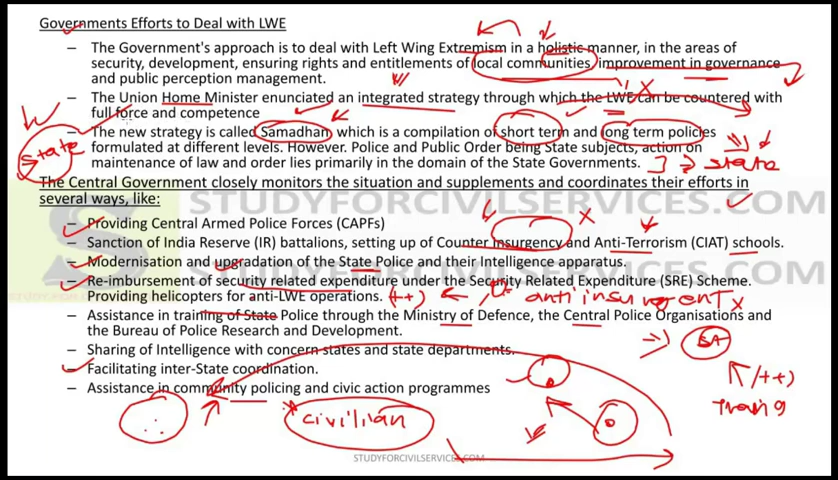 Governments Efforts to Deal with LWE
– The Government's approach is to deal with Left Wing Extremism in a holistic manner, in the areas of
security, development, ensuring rights and entitlements of local communities, improvement in governance
and public perception management.
– The Union Home Minister enunciated an integrated strategy through which the LWE can be countered with
full force and competence
– The new strategy is called Samadhan which is a compilation of short term and long term policies
formulated at different levels. However. Police and Public Order being State subjects, action on
maintenance of law and order lies primarily in the domain of the State Governments.
state
State
The Central Government closely monitors the situation and supplements and coordinates their efforts in
several ways, like:
STUDYFORCIVILSERVICES.COM
– Providing Central Armed Police Forces (CAPFs)
– Sanction of India Reserve (IR) battalions, setting up of Counter Insurgency and Anti-Terrorism (CIAT) schools.
– Modernisation and upgradation of the State Police and their Intelligence apparatus.
– Re-imbursement of security related expenditure under the Security Related Expenditure (SRE) Scheme.
Providing helicopters for anti-LWE operations. (++)
anti insurgent x
– Assistance in training of State Police through the Ministry of Defence, the Central Police Organisations and
the Bureau of Police Research and Development.
– Sharing of Intelligence with concern states and state departments.
– Facilitating inter-State coordination.
– Assistance in community policing and civic action programmes
civilian
STUDYFORCIVILSERVICES.COM